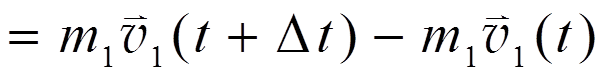 = m₁v⃗₁(t + Δt) − m₁v⃗₁(t)